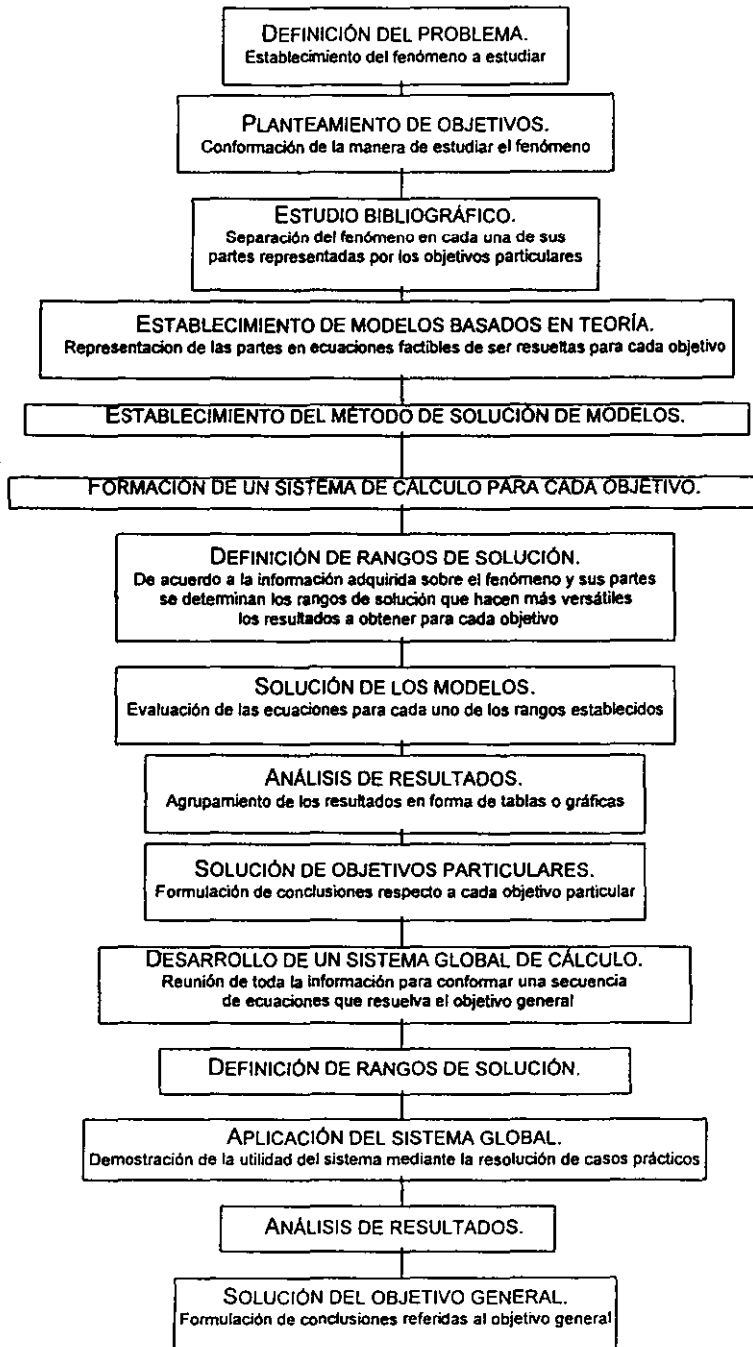 DEFINICIÓN DEL PROBLEMA.
Establecimiento del fenómeno a estudiar
PLANTEAMIENTO DE OBJETIVOS.
Conformación de la manera de estudiar el fenómeno
ESTUDIO BIBLIOGRÁFICO.
Separación del fenómeno en cada una de sus
partes representadas por los objetivos particulares
ESTABLECIMIENTO DE MODELOS BASADOS EN TEORÍA.
Representacion de las partes en ecuaciones factibles de ser resueltas para cada objetivo
ESTABLECIMIENTO DEL MÉTODO DE SOLUCIÓN DE MODELOS.
FORMACIÓN DE UN SISTEMA DE CÁLCULO PARA CADA OBJETIVO.
DEFINICIÓN DE RANGOS DE SOLUCIÓN.
De acuerdo a la información adquirida sobre el fenómeno y sus partes
se determinan los rangos de solución que hacen más versátiles
los resultados a obtener para cada objetivo
SOLUCIÓN DE LOS MODELOS.
Evaluación de las ecuaciones para cada uno de los rangos establecidos
ANÁLISIS DE RESULTADOS.
Agrupamiento de los resultados en forma de tablas o gráficas
SOLUCIÓN DE OBJETIVOS PARTICULARES.
Formulación de conclusiones respecto a cada objetivo particular
DESARROLLO DE UN SISTEMA GLOBAL DE CÁLCULO.
Reunión de toda la información para conformar una secuencia
de ecuaciones que resuelva el objetivo general
DEFINICIÓN DE RANGOS DE SOLUCIÓN.
APLICACIÓN DEL SISTEMA GLOBAL.
Demostración de la utilidad del sistema mediante la resolución de casos prácticos
ANÁLISIS DE RESULTADOS.
SOLUCIÓN DEL OBJETIVO GENERAL.
Formulación de conclusiones referidas al objetivo general